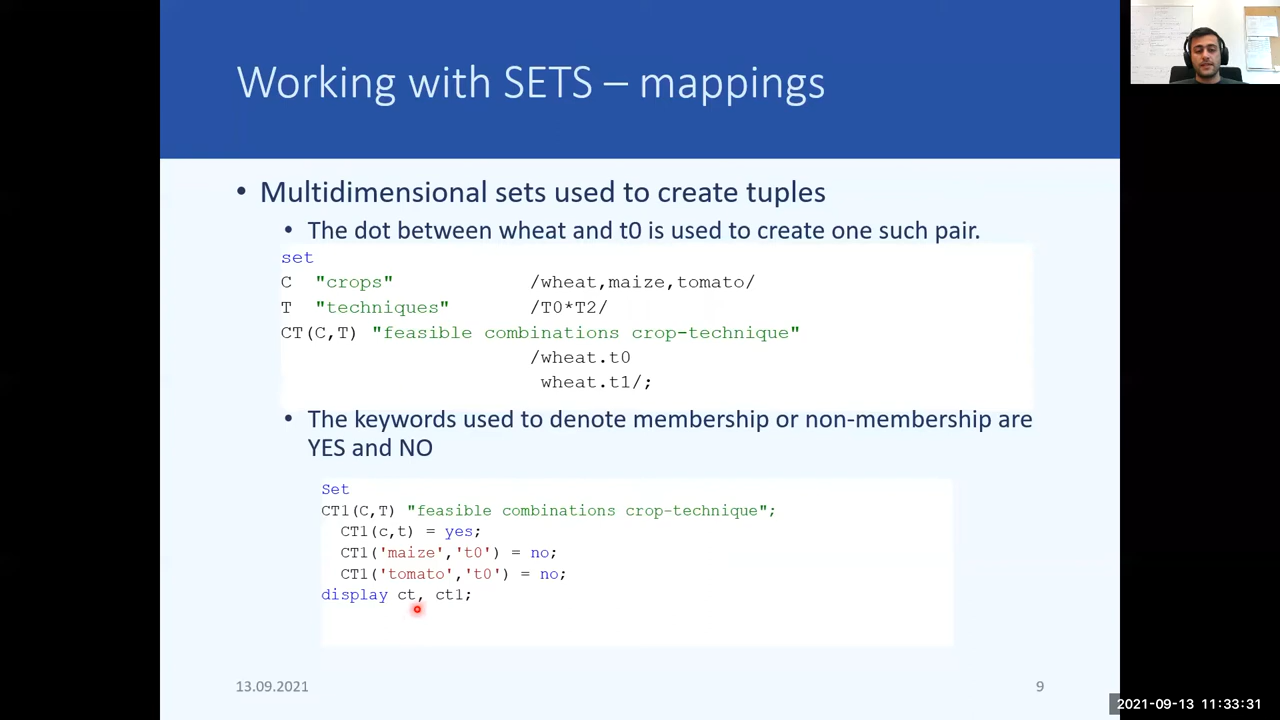 Working with SETS – mappings
• Multidimensional sets used to create tuples
• The dot between wheat and t0 is used to create one such pair.
set
C "crops" /wheat,maize,tomato/
T "techniques" /T0*T2/
CT(C,T) "feasible combinations crop-technique"
/wheat.t0
wheat.t1/;
• The keywords used to denote membership or non-membership are
YES and NO
Set
CT1(C,T) "feasible combinations crop-technique";
CT1(c,t) = yes;
CT1('maize','t0') = no;
CT1('tomato','t0') = no;
display ct, ct1;
13.09.2021
9
2021-09-13 11:33:31